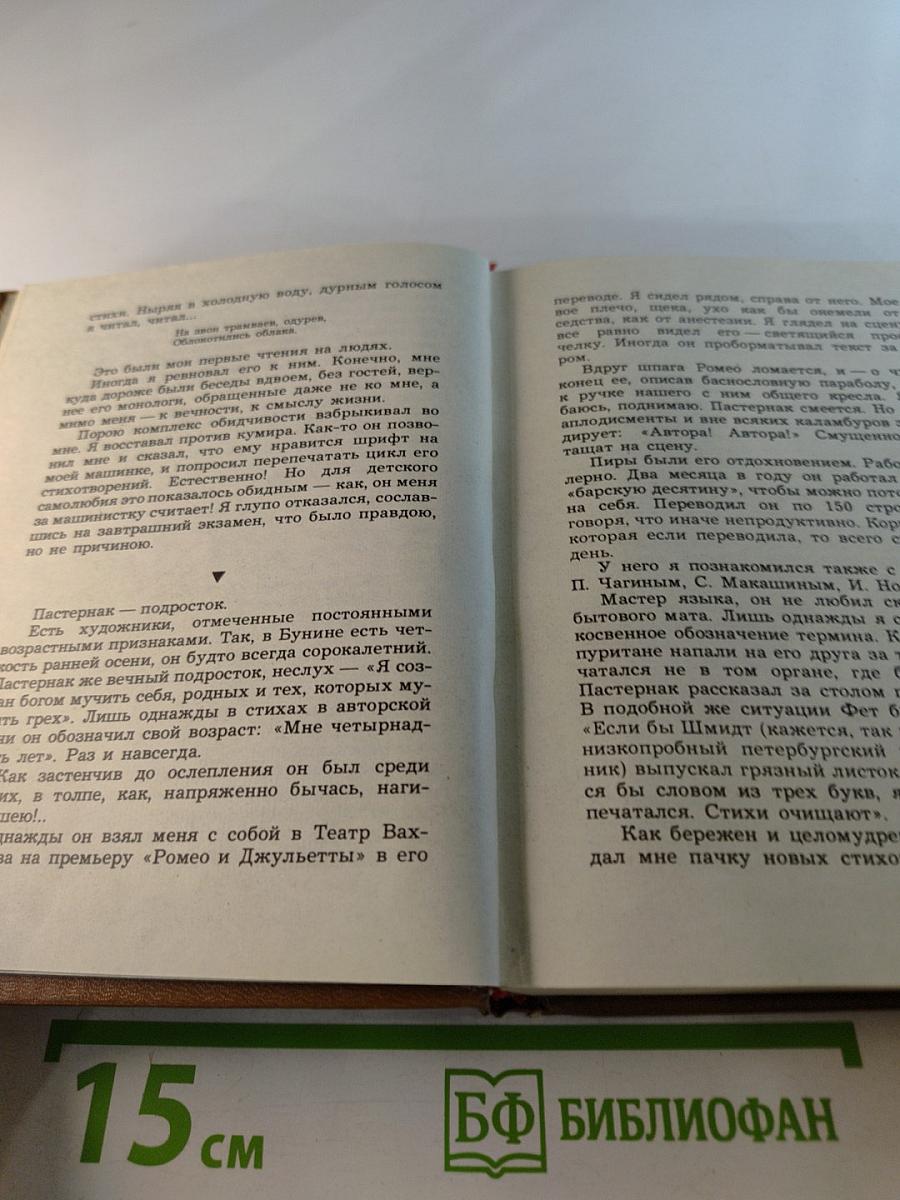 стихи. Ныряя в холодную воду, дурным голосом
я читал, читал...
На звон трамваев, одурев,
Облокотились облака.
Это были мои первые чтения на людях.
Иногда я ревновал его к ним. Конечно, мне
куда дороже были беседы вдвоем, без гостей, вер-
нее его монологи, обращенные даже не ко мне, а
мимо меня — к вечности, к смыслу жизни.
Порою комплекс обидчивости взбрыкивал во
мне. Я восставал против кумира. Как-то он позво-
нил мне и сказал, что ему нравится шрифт на
моей машинке, и попросил перепечатать цикл его
стихотворений. Естественно! Но для детского
самолюбия это показалось обидным — как, он меня
за машинистку считает! Я глупо отказался, сослав-
шись на завтрашний экзамен, что было правдою,
но не причиною.
Пастернак — подросток.
Есть художники, отмеченные постоянными
возрастными признаками. Так, в Бунине есть чет-
кость ранней осени, он будто всегда сорокалетний.
Пастернак же вечный подросток, неслух — «Я соз-
ан богом мучить себя, родных и тех, которых му-
ть грех». Лишь однажды в стихах в авторской
чи он обозначил свой возраст: «Мне четырнад-
ь лет». Раз и навсегда.
Как застенчив до ослепления он был среди
их, в толпе, как, напряженно бычась, наги-
шею!..
днажды он взял меня с собой в Театр Вах-
ва на премьеру «Ромео и Джульетты» в его
переводе. Я сидел рядом, справа от него. Мое
вое плечо, щека, ухо как бы онемели от
седства, как от анестезии. Я глядел на сцен
все равно видел его — светящийся про
челку. Иногда он проборматывал текст за
ром.
Вдруг шпага Ромео ломается, и — о ч
конец ее, описав баснословную параболу,
к ручке нашего с ним общего кресла. Я
баюсь, поднимаю. Пастернак смеется. Но
аплодисменты и вне всяких каламбуров з
дирует: «Автора! Автора!» Смущенно
тащат на сцену.
Пиры были его отдохновением. Рабо
лерно. Два месяца в году он работал
«барскую десятину», чтобы можно пото
на себя. Переводил он по 150 стро
говоря, что иначе непродуктивно. Кор
которая если переводила, то всего с
день.
У него я познакомился также с
П. Чагиным, С. Макашиным, И. Но
Мастер языка, он не любил ск
бытового мата. Лишь однажды я с
косвенное обозначение термина. К
пуритане напали на его друга за т
чатался не в том органе, где б
Пастернак рассказал за столом п
В подобной же ситуации Фет б
«Если бы Шмидт (кажется, так
низкопробный петербургский
ник) выпускал грязный листок
ся бы словом из трех букв, я
печатался. Стихи очищают».
Как бережен и целомудре
дал мне пачку новых стихо
15 см
БФ БИБЛИОФАН